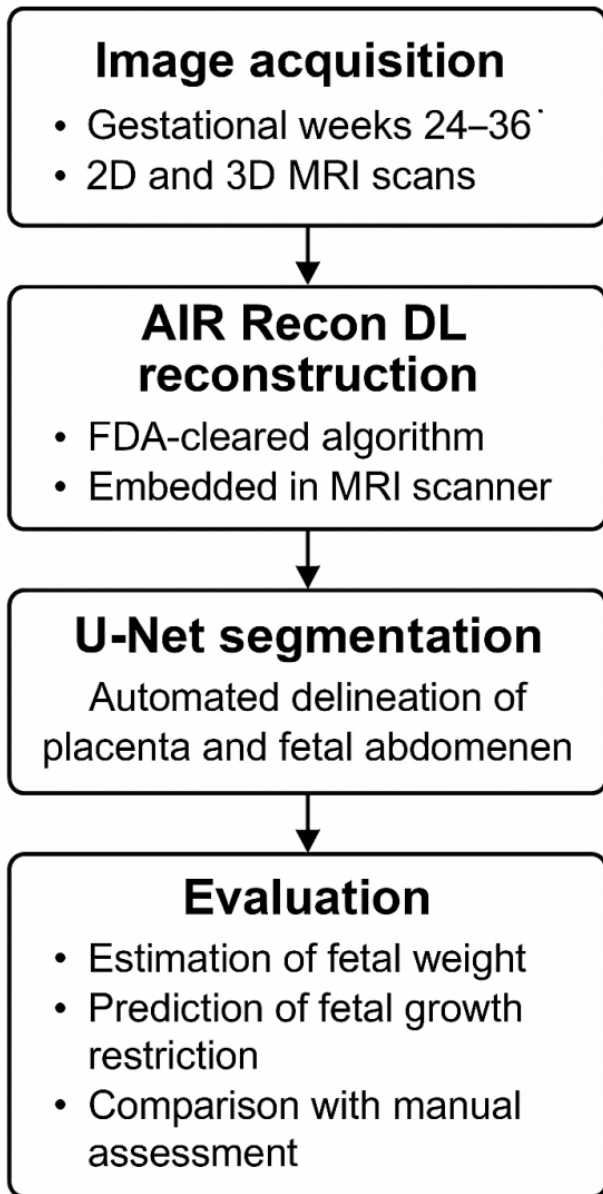 Image acquisition
• Gestational weeks 24–36˙
• 2D and 3D MRI scans
AIR Recon DL
reconstruction
• FDA-cleared algorithm
• Embedded in MRI scanner
U-Net segmentation
Automated delineation of
placenta and fetal abdomenen
Evaluation
• Estimation of fetal weight
• Prediction of fetal growth
restriction
• Comparison with manual
assessment